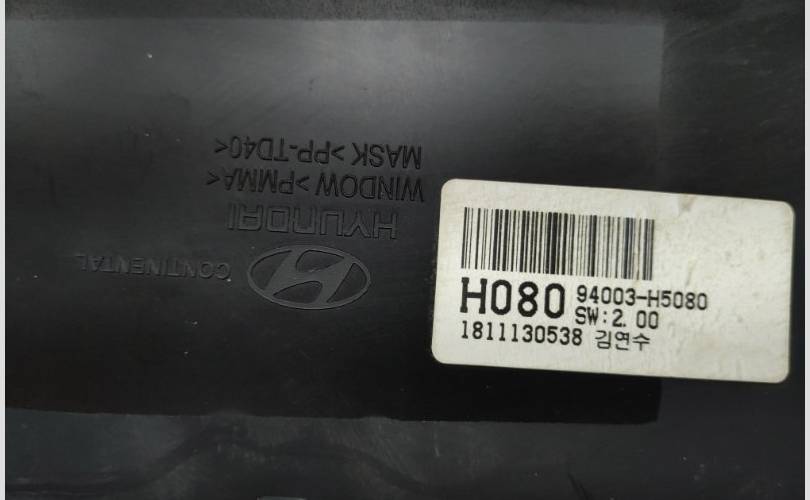 MASK >PP-TD40<
WINDOW >PMMA<
HYUNDAI
CONTINENTAL
H080 94003-H5080
SW:2.00
1811130538 김연수